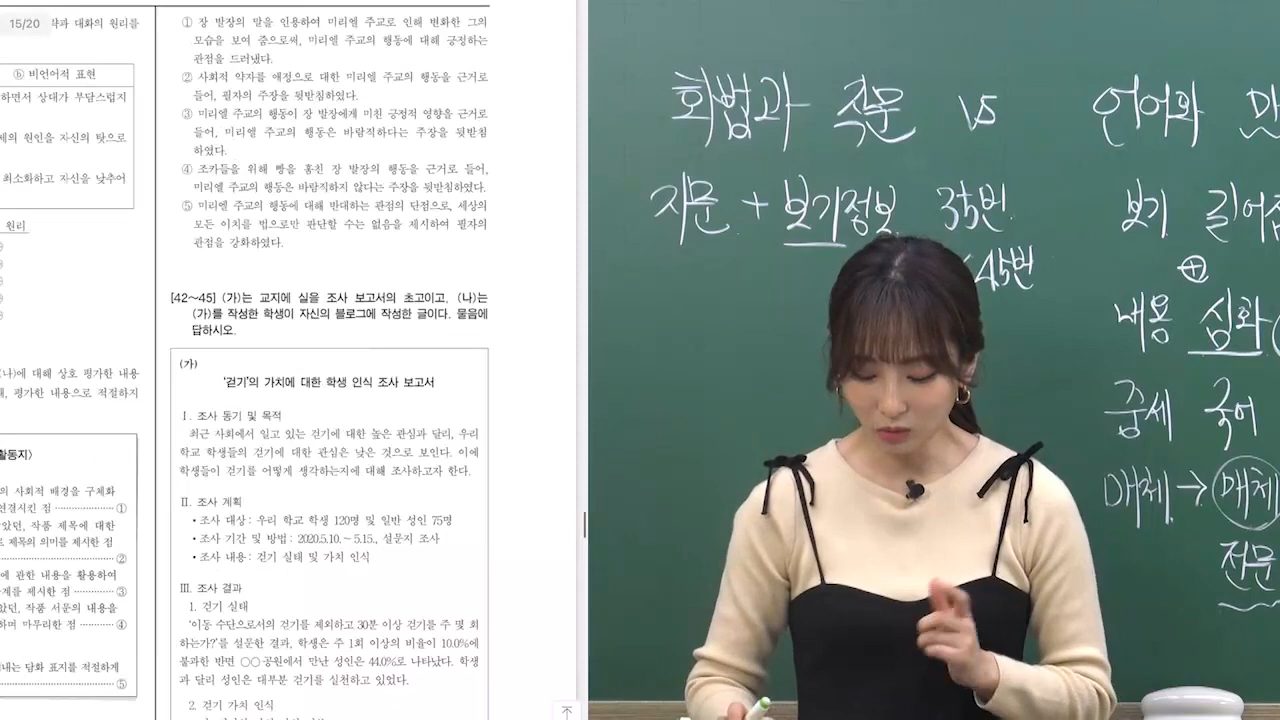 15/20
과 대화의 원리를
ⓑ 비언어적 표현
하면서 상대가 부담스럽지
의 원인을 자신의 탓으로
최소화하고 자신을 낮추어
원리
에 대해 상호 평가한 내용
평가한 내용으로 적절하지
활동지>
의 사회적 배경을 구체화
연결시킨 점 ①
았던, 작품 제목에 대한
제목의 의미를 제시한 점
②
에 관한 내용을 활용하여
제를 제시한 점 ③
았던, 작품 서문의 내용을
하며 마무리한 점 ④
내는 담화 표지를 적절하게
⑤
① 장 발장의 말을 인용하여 미리엘 주교로 인해 변화한 그의
모습을 보여 줌으로써, 미리엘 주교의 행동에 대해 긍정하는
관점을 드러냈다.
② 사회적 약자를 애정으로 대한 미리엘 주교의 행동을 근거로
들어, 필자의 주장을 뒷받침하였다.
③ 미리엘 주교의 행동이 장 발장에게 미친 긍정적 영향을 근거로
들어, 미리엘 주교의 행동은 바람직하다는 주장을 뒷받침
하였다.
④ 조카들을 위해 빵을 훔친 장 발장의 행동을 근거로 들어,
미리엘 주교의 행동은 바람직하지 않다는 주장을 뒷받침하였다.
⑤ 미리엘 주교의 행동에 대해 반대하는 관점의 단점으로, 세상의
모든 이치를 법으로만 판단할 수는 없음을 제시하여 필자의
관점을 강화하였다.
[42～45] (가)는 교지에 실을 조사 보고서의 초고이고, (나)는
(가)를 작성한 학생이 자신의 블로그에 작성한 글이다. 물음에
답하시오.
(가)
'걷기'의 가치에 대한 학생 인식 조사 보고서
Ⅰ. 조사 동기 및 목적
최근 사회에서 일고 있는 걷기에 대한 높은 관심과 달리, 우리
학교 학생들의 걷기에 대한 관심은 낮은 것으로 보인다. 이에
학생들이 걷기를 어떻게 생각하는지에 대해 조사하고자 한다.
Ⅱ. 조사 계획
• 조사 대상: 우리 학교 학생 120명 및 일반 성인 75명
• 조사 기간 및 방법: 2020.5.10.～5.15., 설문지 조사
• 조사 내용: 걷기 실태 및 가치 인식
Ⅲ. 조사 결과
1. 걷기 실태
'이동 수단으로서의 걷기를 제외하고 30분 이상 걷기를 주 몇 회
하는가?'를 설문한 결과, 학생은 주 1회 이상의 비율이 10.0%에
불과한 반면 ○○공원에서 만난 성인은 44.0%로 나타났다. 학생
과 달리 성인은 대부분 걷기를 실천하고 있었다.
2. 걷기 가치 인식
화법과 작문 vs 언어와
지문 + 보기정보 35번
45번
보기 길어
⊕
내용 심화
중세 국어
매체 → 매체
전문